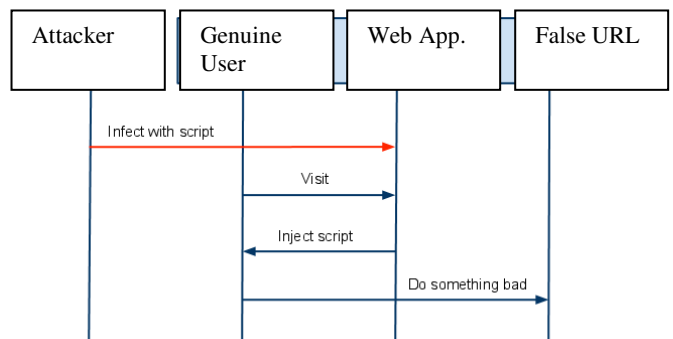 Attacker
Genuine
User
Web App.
False URL
Infect with script
Visit
Inject script
Do something bad